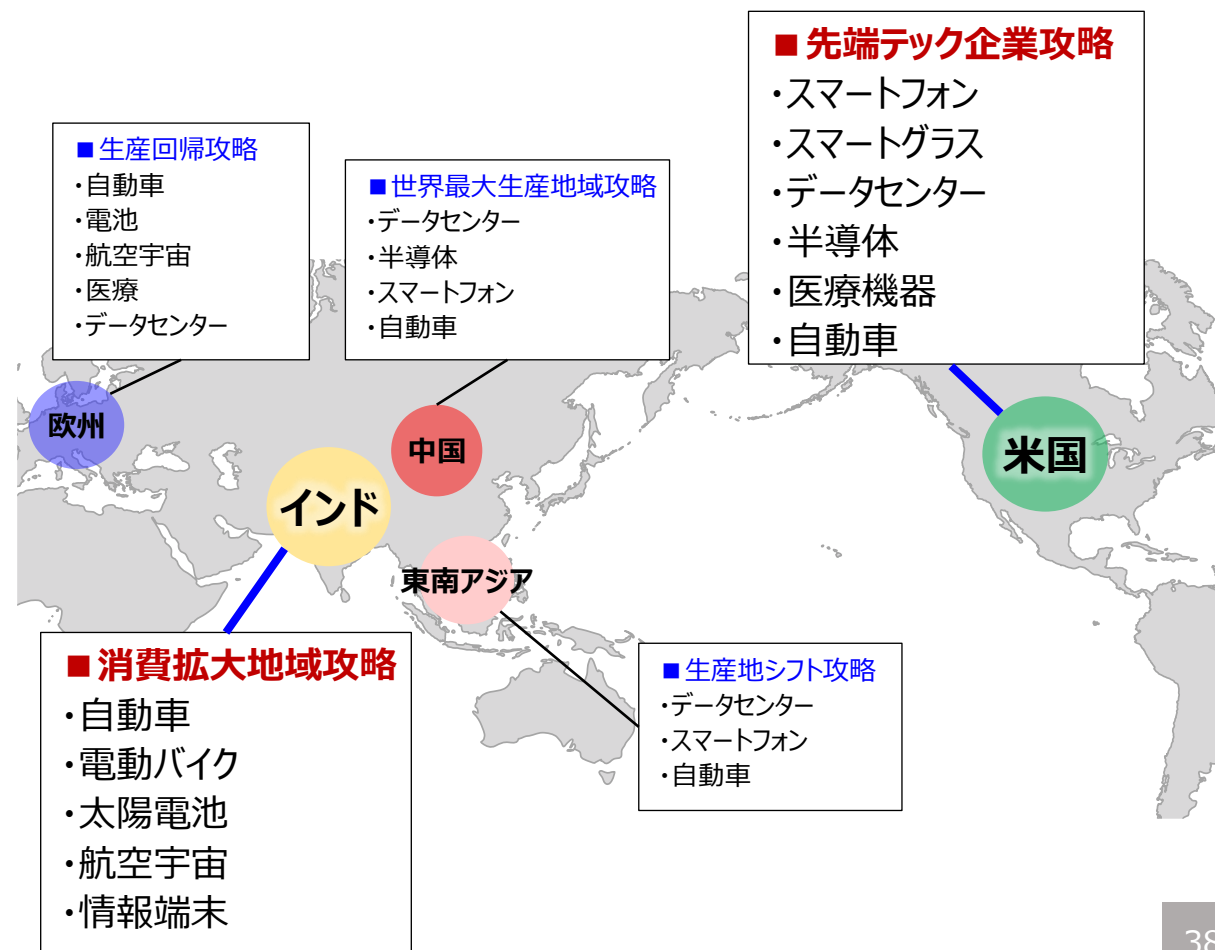 ■先端テック企業攻略
・スマートフォン
・スマートグラス
・データセンター
・半導体
・医療機器
・自動車
■生産回帰攻略
・自動車
・電池
・航空宇宙
・医療
・データセンター
■世界最大生産地域攻略
・データセンター
・半導体
・スマートフォン
・自動車
欧州
中国
米国
インド
東南アジア
■消費拡大地域攻略
・自動車
・電動バイク
・太陽電池
・航空宇宙
・情報端末
■生産地シフト攻略
・データセンター
・スマートフォン
・自動車
38